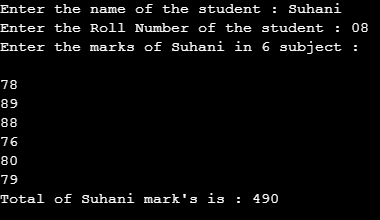 Enter the name of the student : Suhani
Enter the Roll Number of the student : 08
Enter the marks of Suhani in 6 subject :
78
89
88
76
80
79
Total of Suhani mark's is : 490